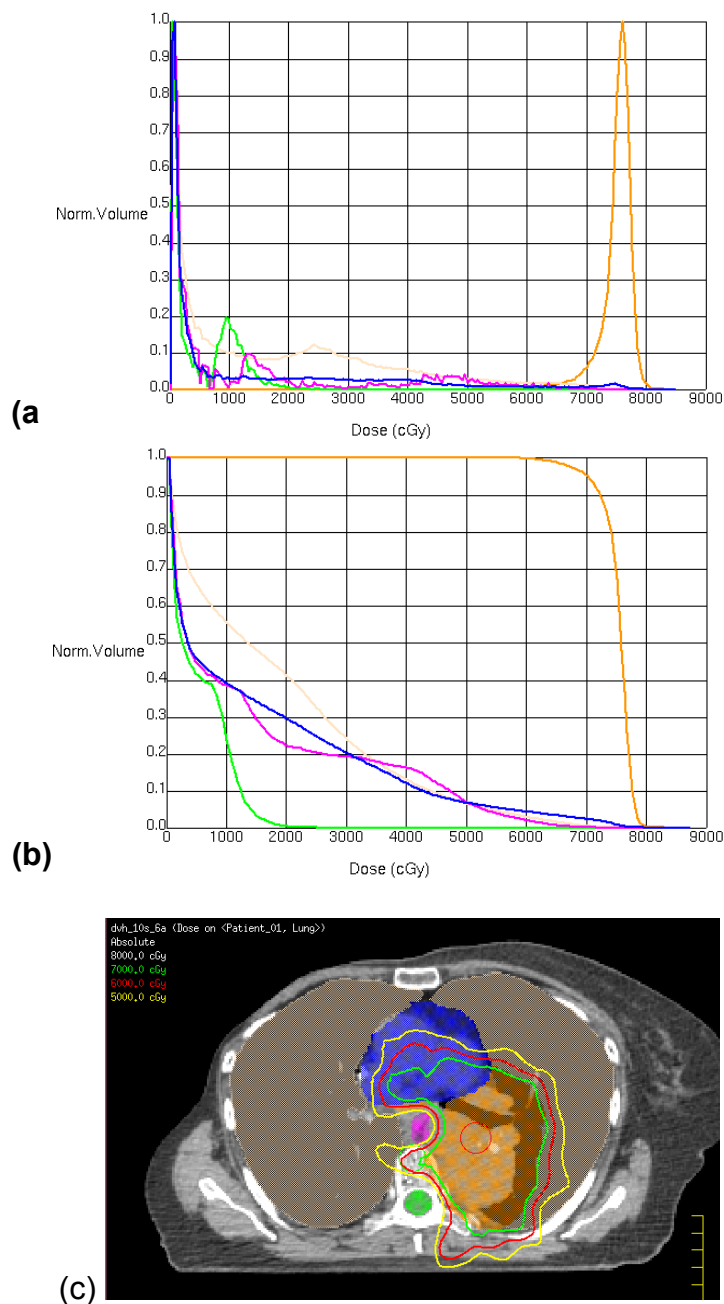 1.0
0.9
0.8
0.7
0.6
Norm.Volume 0.5
0.4
0.3
0.2
0.1
0.0
0 1000 2000 3000 4000 5000 6000 7000 8000 9000
(a
Dose (cGy)
1.0
0.9
0.8
0.7
0.6
Norm.Volume 0.5
0.4
0.3
0.2
0.1
0.0
0 1000 2000 3000 4000 5000 6000 7000 8000 9000
(b)
Dose (cGy)
dvh_10s_6a (Dose on <Patient_01, Lung>)
Absolute
8000.0 cGy
7000.0 cGy
6000.0 cGy
5000.0 cGy
(c)